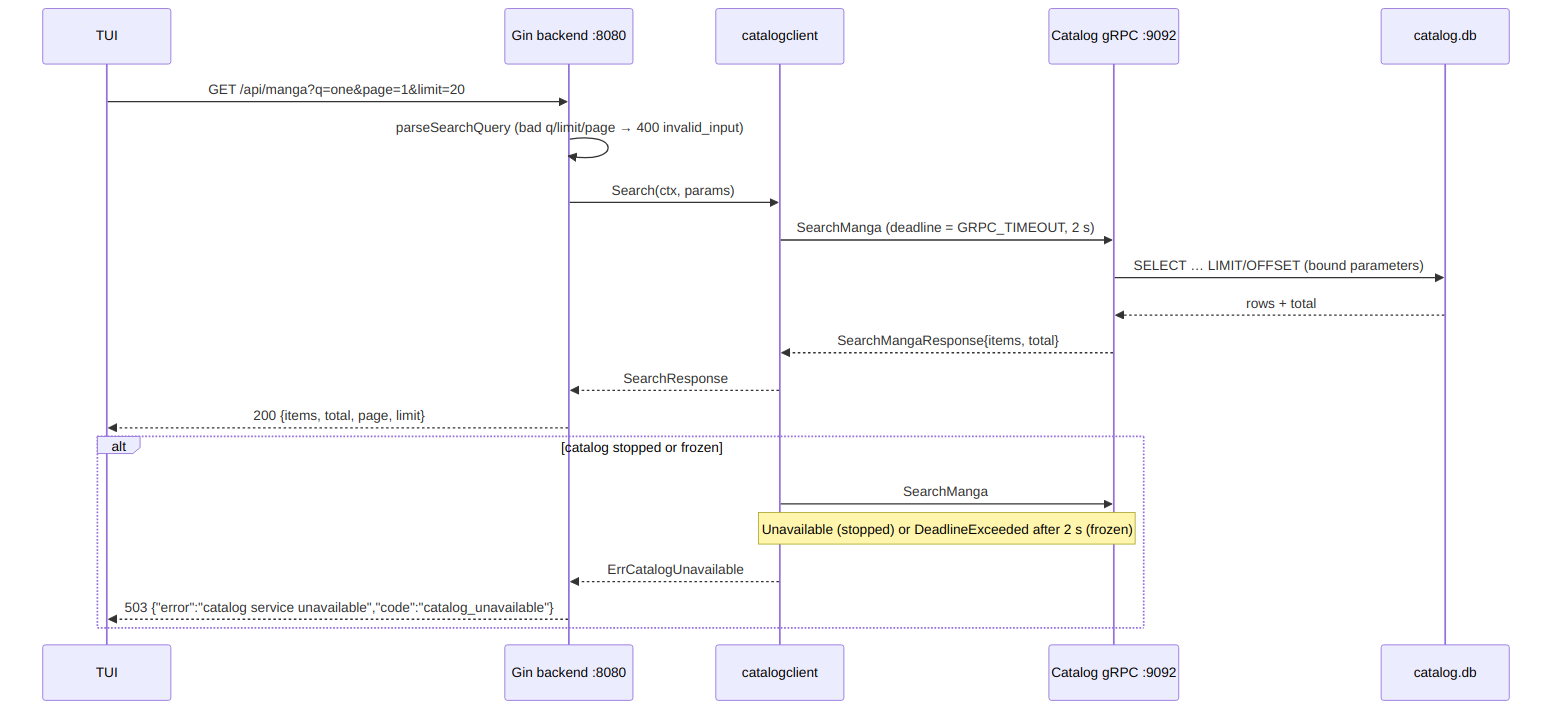 TUI
Gin backend :8080
catalogclient
Catalog gRPC :9092
catalog.db
GET /api/manga?q=one&page=1&limit=20
parseSearchQuery (bad q/limit/page → 400 invalid_input)
Search(ctx, params)
SearchManga (deadline = GRPC_TIMEOUT, 2 s)
SELECT … LIMIT/OFFSET (bound parameters)
rows + total
SearchMangaResponse{items, total}
SearchResponse
200 {items, total, page, limit}
alt
[catalog stopped or frozen]
SearchManga
Unavailable (stopped) or DeadlineExceeded after 2 s (frozen)
ErrCatalogUnavailable
503 {"error":"catalog service unavailable","code":"catalog_unavailable"}
TUI
Gin backend :8080
catalogclient
Catalog gRPC :9092
catalog.db